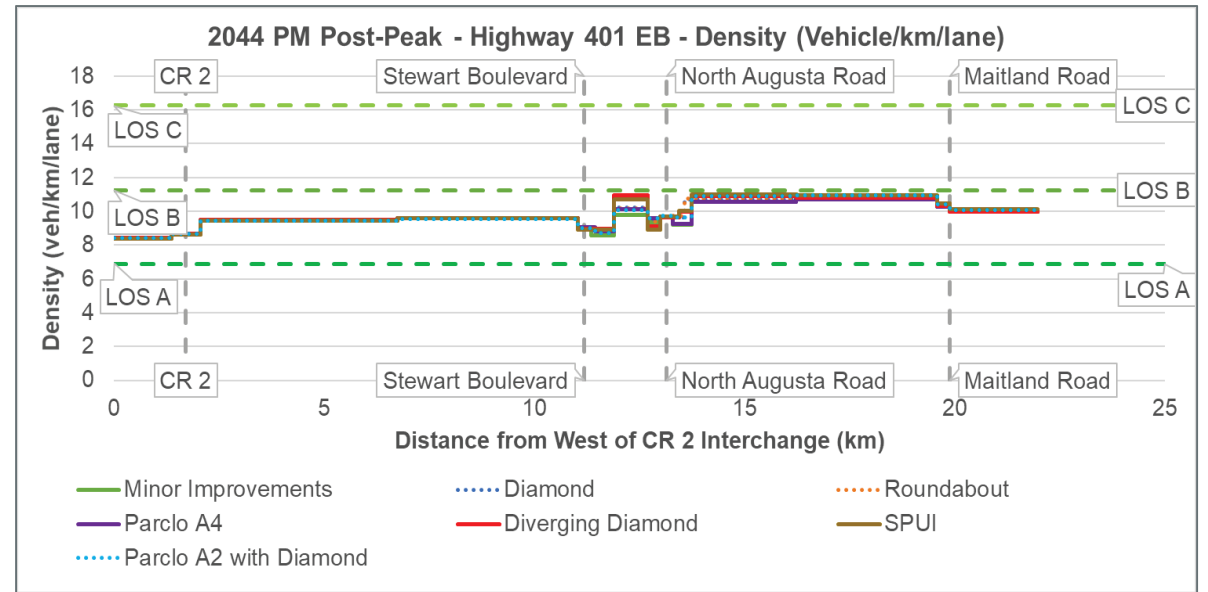 2044 PM Post-Peak - Highway 401 EB - Density (Vehicle/km/lane)
Density (veh/km/lane)
18
16
14
12
10
8
6
4
2
0
CR 2
Stewart Boulevard
North Augusta Road
Maitland Road
LOS C
LOS C
LOS B
LOS B
LOS A
LOS A
CR 2
Stewart Boulevard
North Augusta Road
Maitland Road
0 5 10 15 20 25
Distance from West of CR 2 Interchange (km)
Minor Improvements Diamond Roundabout
Parclo A4 Diverging Diamond SPUI
Parclo A2 with Diamond